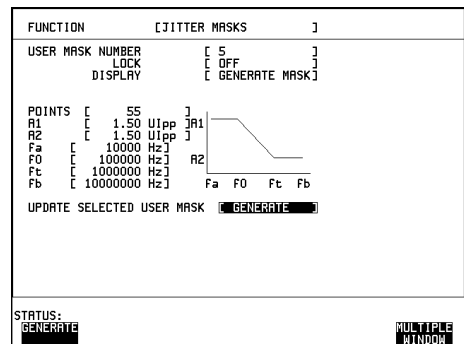 FUNCTION [JITTER MASKS ]
USER MASK NUMBER [ 5 ]
LOCK [ OFF ]
DISPLAY [ GENERATE MASK]
POINTS [ 55 ]
A1 [ 1.50 UIpp ]
A2 [ 1.50 UIpp ]
Fa [ 10000 Hz]
F0 [ 100000 Hz]
Ft [ 1000000 Hz]
Fb [ 10000000 Hz]
A1
A2
Fa F0 Ft Fb
UPDATE SELECTED USER MASK [ GENERATE ]
STATUS:
GENERATE
MULTIPLE
WINDOW